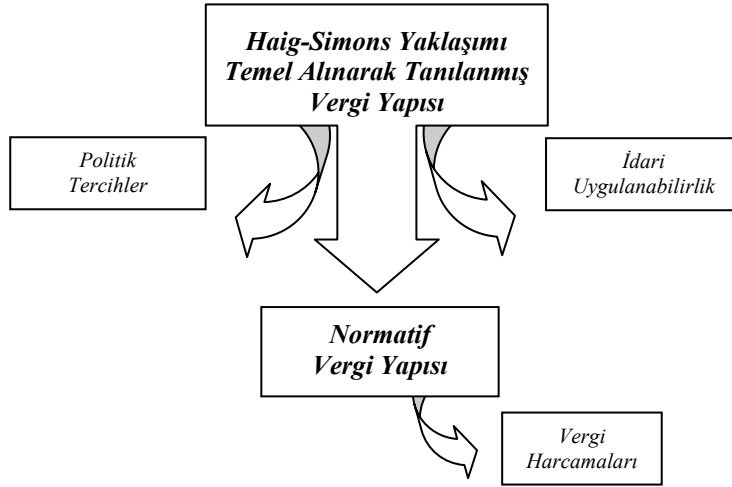 Haig-Simons Yaklaşımı
Temel Alınarak Tanılanmış
Vergi Yapısı
Politik
Tercihler
İdari
Uygulanabilirlik
Normatif
Vergi Yapısı
Vergi
Harcamaları